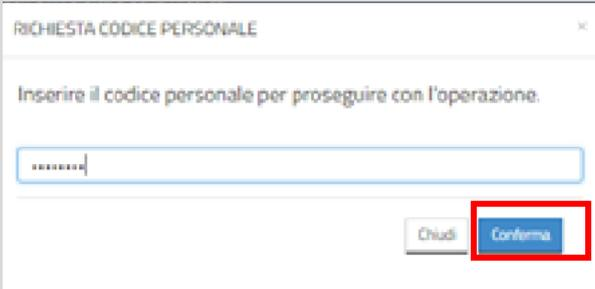 RICHIESTA CODICE PERSONALE ×
Inserire il codice personale per proseguire con l'operazione.
........
Chiudi Conferma